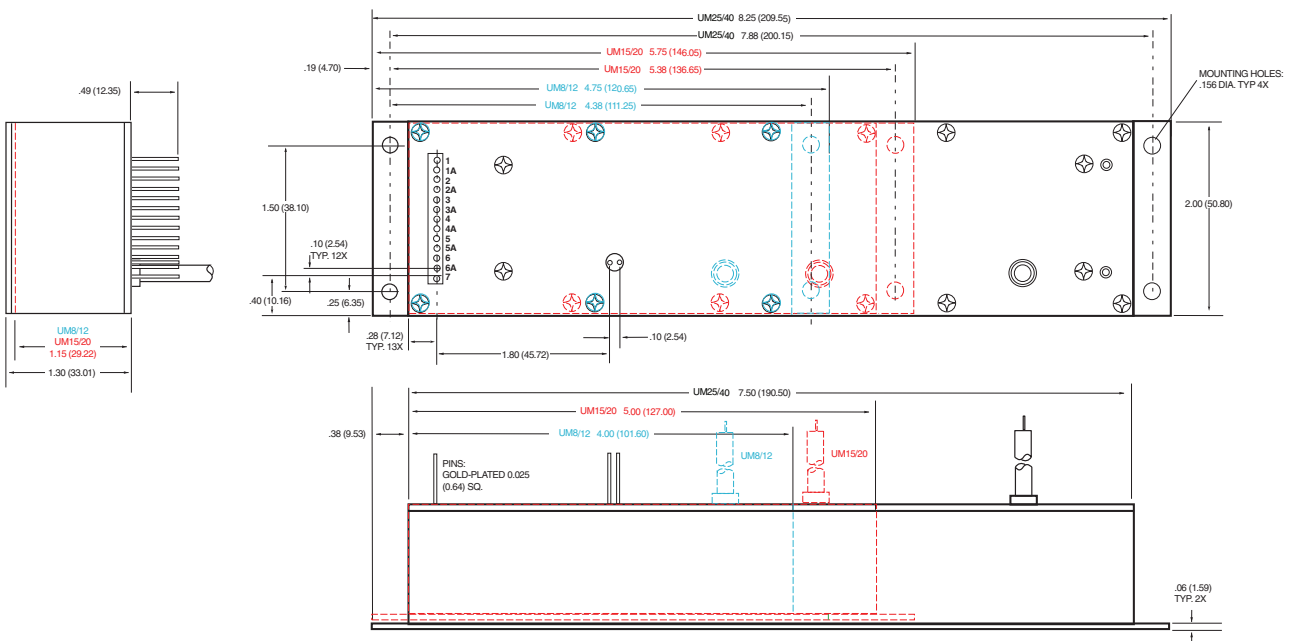 UM25/40 8.25 (209.55)
UM25/40 7.88 (200.15)
UM15/20 5.75 (146.05)
.19 (4.70)
UM15/20 5.38 (136.65)
MOUNTING HOLES:
.156 DIA. TYP 4X
.49 (12.35)
UM8/12 4.75 (120.65)
UM8/12 4.38 (111.25)
1
1A
2
2A
3
3A
4
4A
5
5A
6
6A
7
1.50 (38.10)
2.00 (50.80)
.10 (2.54)
TYP. 12X
.40 (10.16)
.25 (6.35)
UM8/12
UM15/20
1.15 (29.22)
1.30 (33.01)
.28 (7.12)
TYP. 13X
1.80 (45.72)
.10 (2.54)
UM25/40 7.50 (190.50)
UM15/20 5.00 (127.00)
.38 (9.53)
UM8/12 4.00 (101.60)
PINS:
GOLD-PLATED 0.025
(0.64) SQ.
UM8/12
UM15/20
.06 (1.59)
TYP. 2X